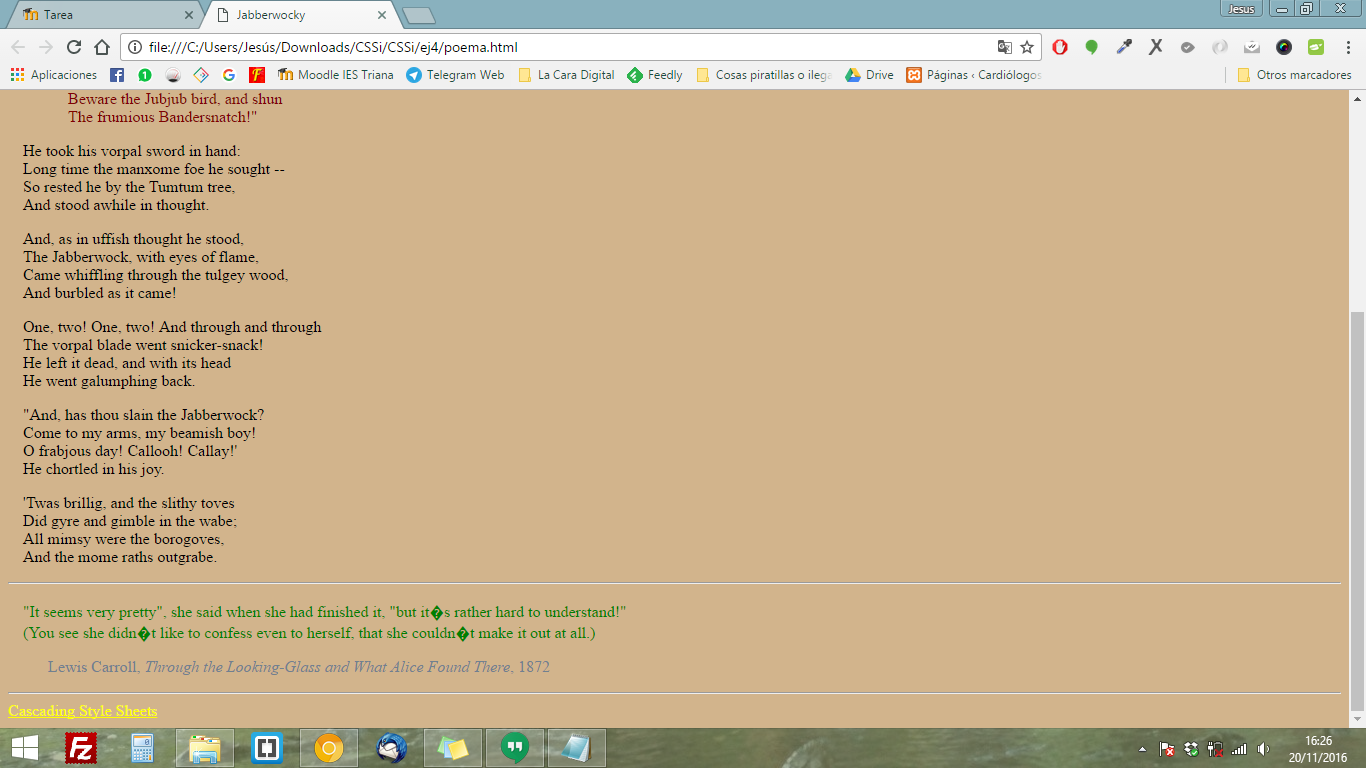 Tarea
Jabberwocky
Jesus
file:///C:/Users/Jesús/Downloads/CSSi/CSSi/ej4/poema.html
Aplicaciones
Moodle IES Triana
Telegram Web
La Cara Digital
Feedly
Cosas piratillas o ilega
Drive
Páginas ‹ Cardiólogos
Otros marcadores
Beware the Jubjub bird, and shun
The frumious Bandersnatch!"
He took his vorpal sword in hand:
Long time the manxome foe he sought --
So rested he by the Tumtum tree,
And stood awhile in thought.
And, as in uffish thought he stood,
The Jabberwock, with eyes of flame,
Came whiffling through the tulgey wood,
And burbled as it came!
One, two! One, two! And through and through
The vorpal blade went snicker-snack!
He left it dead, and with its head
He went galumphing back.
"And, has thou slain the Jabberwock?
Come to my arms, my beamish boy!
O frabjous day! Callooh! Callay!'
He chortled in his joy.
'Twas brillig, and the slithy toves
Did gyre and gimble in the wabe;
All mimsy were the borogoves,
And the mome raths outgrabe.
"It seems very pretty", she said when she had finished it, "but it�s rather hard to understand!"
(You see she didn�t like to confess even to herself, that she couldn�t make it out at all.)
Lewis Carroll, Through the Looking-Glass and What Alice Found There, 1872
Cascading Style Sheets
16:26
20/11/2016